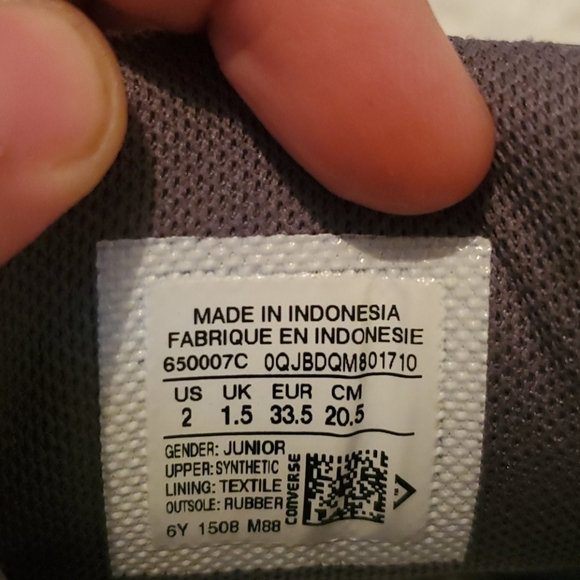 MADE IN INDONESIA
FABRIQUE EN INDONESIE
650007C 0QJBDQM801710
US UK EUR CM
2 1.5 33.5 20.5
GENDER: JUNIOR
UPPER: SYNTHETIC
LINING: TEXTILE
OUTSOLE: RUBBER
6Y 150B M88
CONVERSE